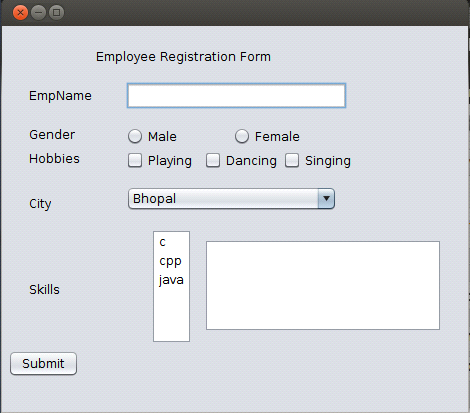 Employee Registration Form
EmpName
Gender Male Female
Hobbies Playing Dancing Singing
City Bhopal
c
cpp
java
Skills
Submit